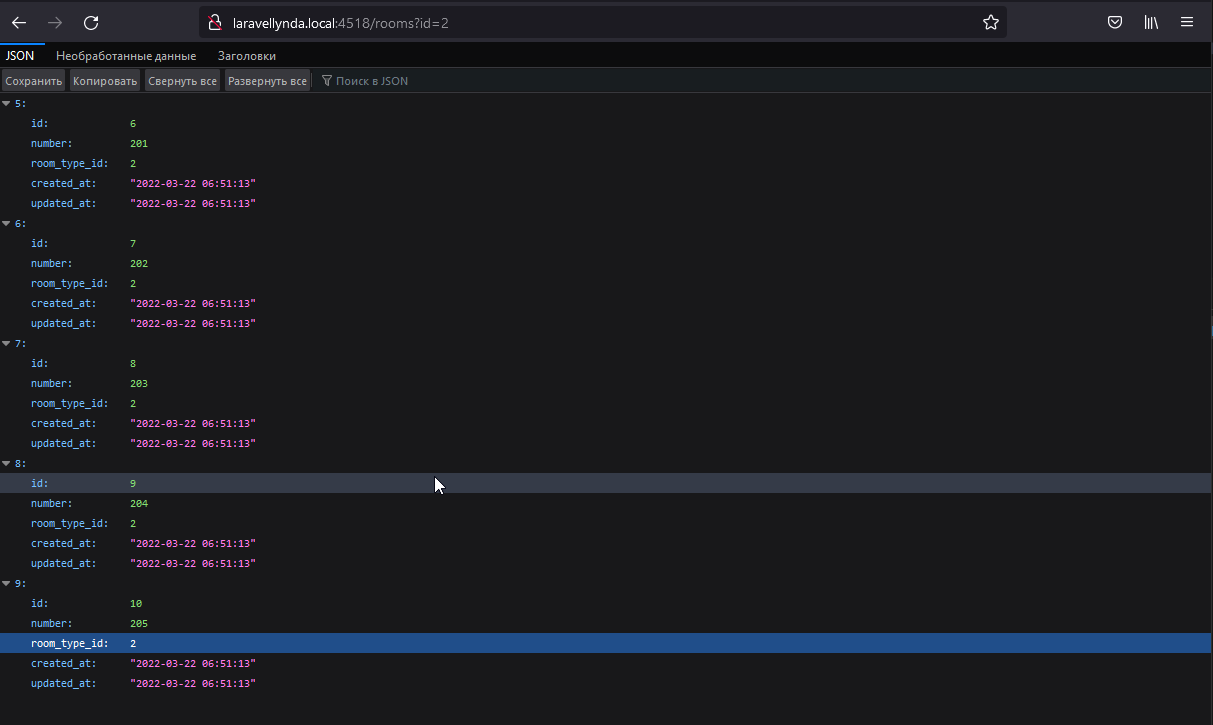 laravellynda.local:4518/rooms?id=2
JSON Необработанные данные Заголовки
Сохранить Копировать Свернуть все Развернуть все Поиск в JSON
5:
id: 6
number: 201
room_type_id: 2
created_at: "2022-03-22 06:51:13"
updated_at: "2022-03-22 06:51:13"
6:
id: 7
number: 202
room_type_id: 2
created_at: "2022-03-22 06:51:13"
updated_at: "2022-03-22 06:51:13"
7:
id: 8
number: 203
room_type_id: 2
created_at: "2022-03-22 06:51:13"
updated_at: "2022-03-22 06:51:13"
8:
id: 9
number: 204
room_type_id: 2
created_at: "2022-03-22 06:51:13"
updated_at: "2022-03-22 06:51:13"
9:
id: 10
number: 205
room_type_id: 2
created_at: "2022-03-22 06:51:13"
updated_at: "2022-03-22 06:51:13"